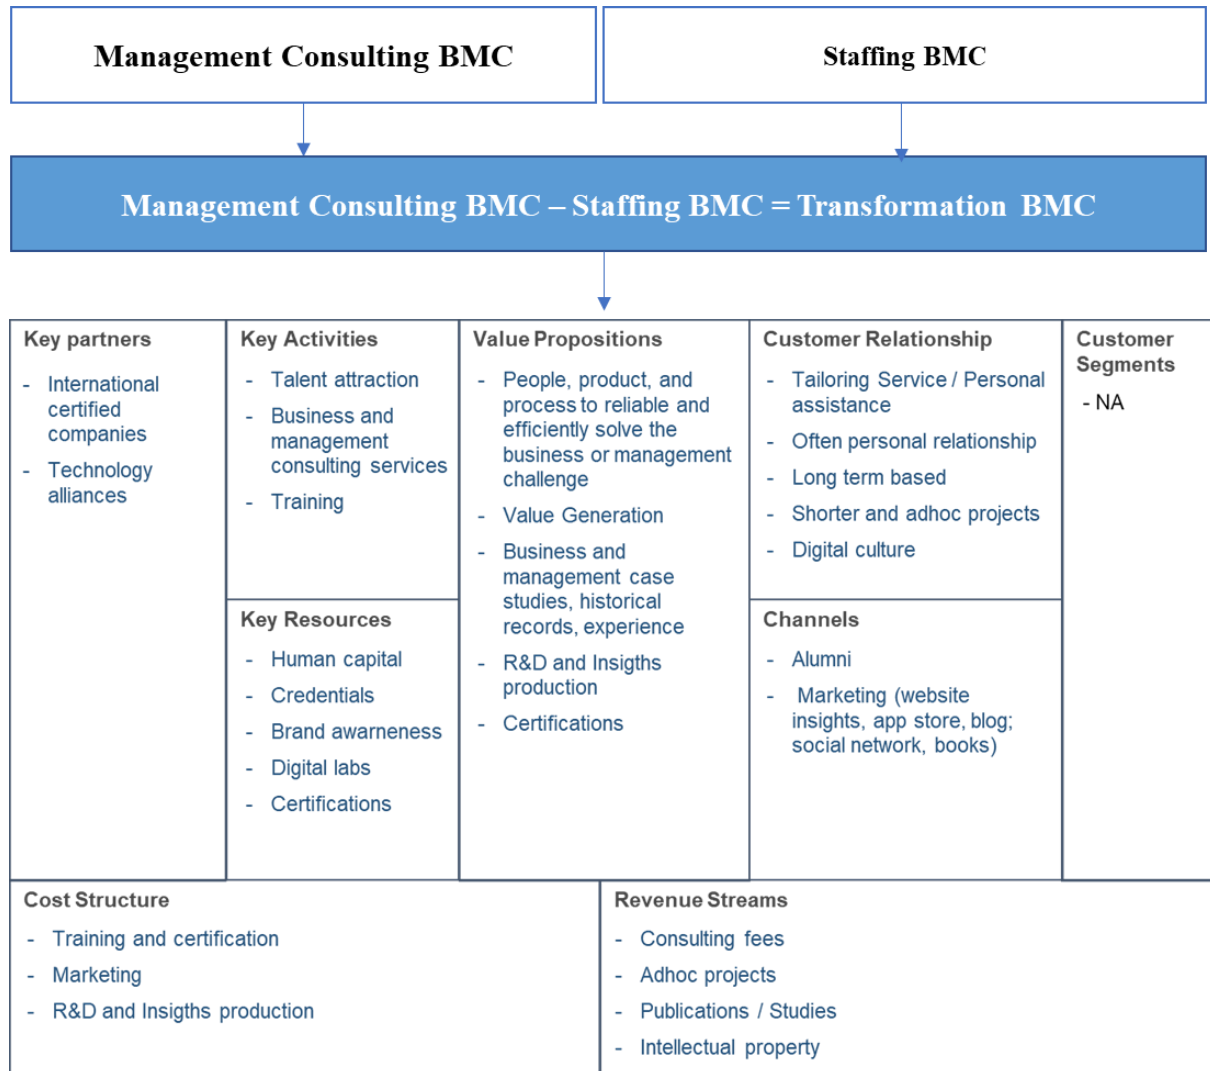 Management Consulting BMC
Staffing BMC
Management Consulting BMC – Staffing BMC = Transformation BMC
Key partners
- International
certified
companies
- Technology
alliances
Key Activities
- Talent attraction
- Business and
management
consulting services
- Training
Key Resources
- Human capital
- Credentials
- Brand awarneness
- Digital labs
- Certifications
Value Propositions
- People, product, and
process to reliable and
efficiently solve the
business or management
challenge
- Value Generation
- Business and
management case
studies, historical
records, experience
- R&D and Insigths
production
- Certifications
Customer Relationship
- Tailoring Service / Personal
assistance
- Often personal relationship
- Long term based
- Shorter and adhoc projects
- Digital culture
Channels
- Alumni
- Marketing (website
insights, app store, blog;
social network, books)
Customer
Segments
- NA
Cost Structure
- Training and certification
- Marketing
- R&D and Insigths production
Revenue Streams
- Consulting fees
- Adhoc projects
- Publications / Studies
- Intellectual property